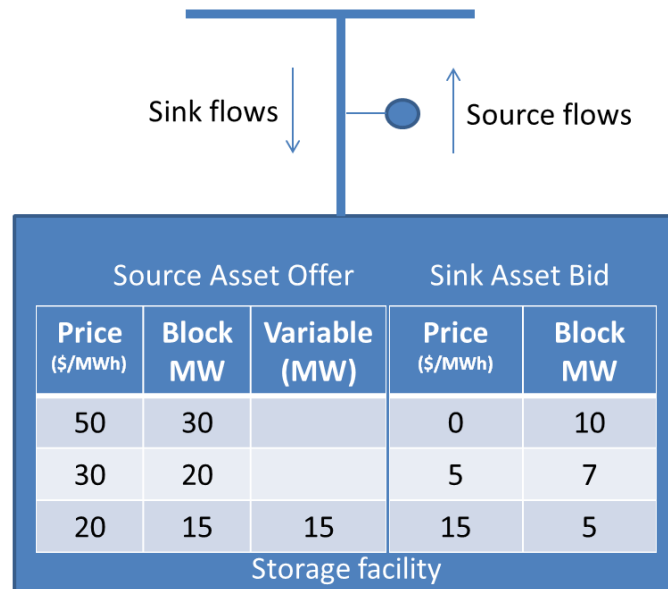 Sink flows
Source flows
Source Asset Offer Sink Asset Bid
Price ($/MWh) Block MW Variable (MW) Price ($/MWh) Block MW
50 30 0 10
30 20 5 7
20 15 15 15 5
Storage facility